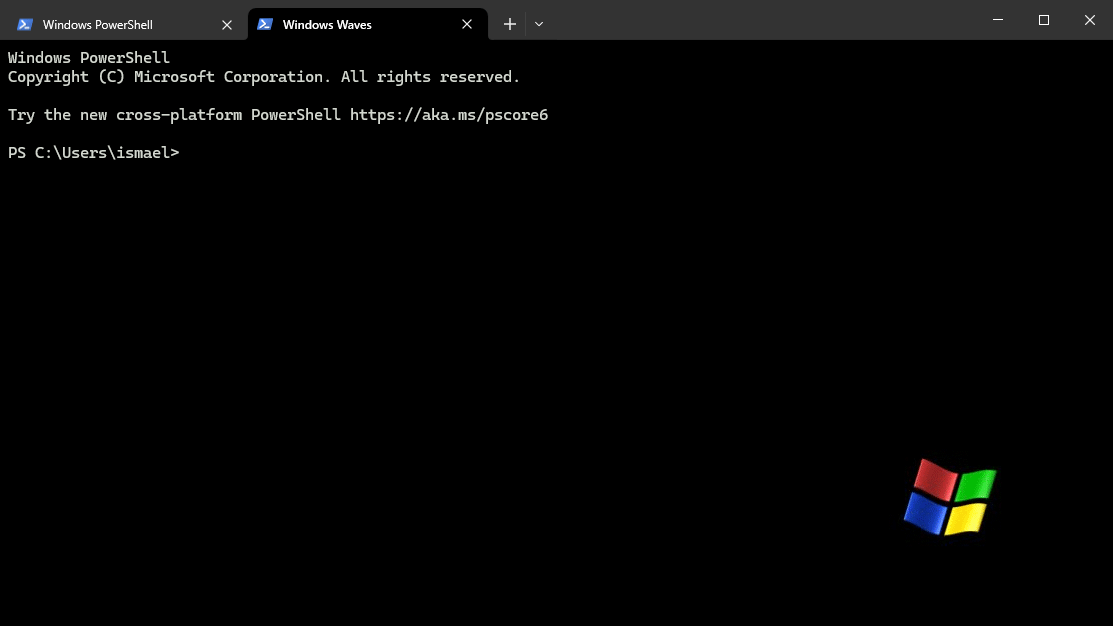 Windows PowerShell
Windows Waves
Windows PowerShell
Copyright (C) Microsoft Corporation. All rights reserved.
Try the new cross-platform PowerShell https://aka.ms/pscore6
PS C:\Users\ismael>